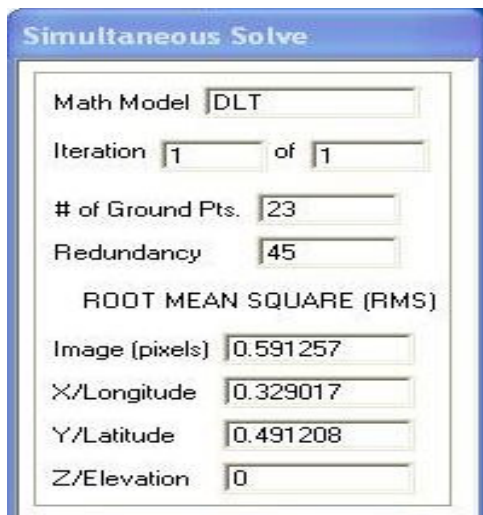 Simultaneous Solve
Math Model DLT
Iteration 1 of 1
# of Ground Pts. 23
Redundancy 45
ROOT MEAN SQUARE (RMS)
Image (pixels) 0.591257
X/Longitude 0.329017
Y/Latitude 0.491208
Z/Elevation 0